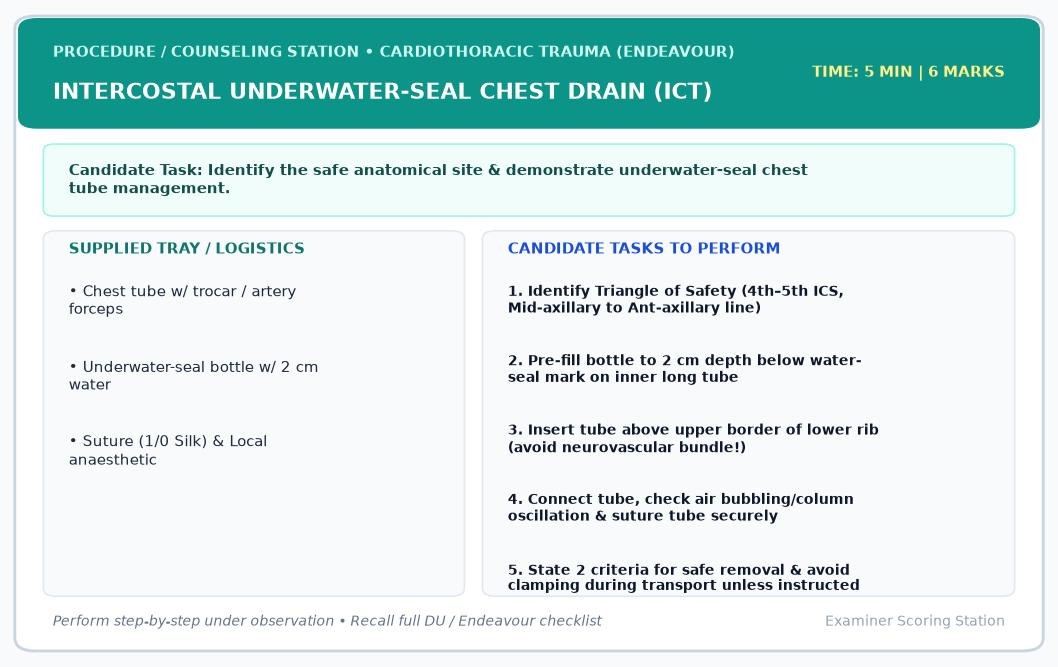 PROCEDURE / COUNSELING STATION • CARDIOTHORACIC TRAUMA (ENDEAVOUR)
TIME: 5 MIN | 6 MARKS
INTERCOSTAL UNDERWATER-SEAL CHEST DRAIN (ICT)
Candidate Task: Identify the safe anatomical site & demonstrate underwater-seal chest
tube management.
SUPPLIED TRAY / LOGISTICS
• Chest tube w/ trocar / artery
forceps
• Underwater-seal bottle w/ 2 cm
water
• Suture (1/0 Silk) & Local
anaesthetic
CANDIDATE TASKS TO PERFORM
1. Identify Triangle of Safety (4th–5th ICS,
Mid-axillary to Ant-axillary line)
2. Pre-fill bottle to 2 cm depth below water-
seal mark on inner long tube
3. Insert tube above upper border of lower rib
(avoid neurovascular bundle!)
4. Connect tube, check air bubbling/column
oscillation & suture tube securely
5. State 2 criteria for safe removal & avoid
clamping during transport unless instructed
Perform step-by-step under observation • Recall full DU / Endeavour checklist
Examiner Scoring Station